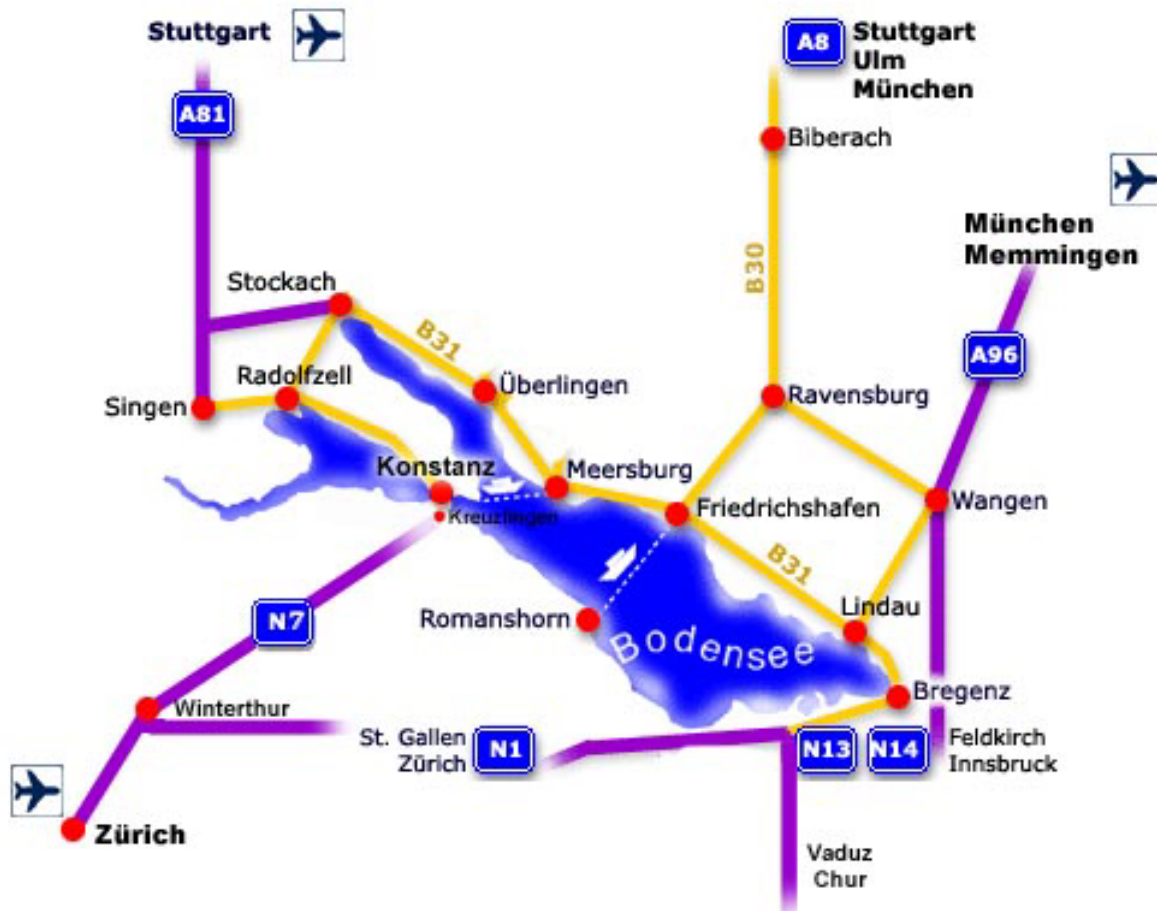 Stuttgart
A8
Stuttgart
Ulm
München
A81
Biberach
München
Memmingen
B30
Stockach
B31
A96
Radolfzell
Überlingen
Ravensburg
Singen
Konstanz
Meersburg
Wangen
Kreuzlingen
Friedrichshafen
B31
N7
Romanshorn
Lindau
Bodensee
Winterthur
Bregenz
St. Gallen
Zürich
N1
N13
N14
Feldkirch
Innsbruck
Zürich
Vaduz
Chur